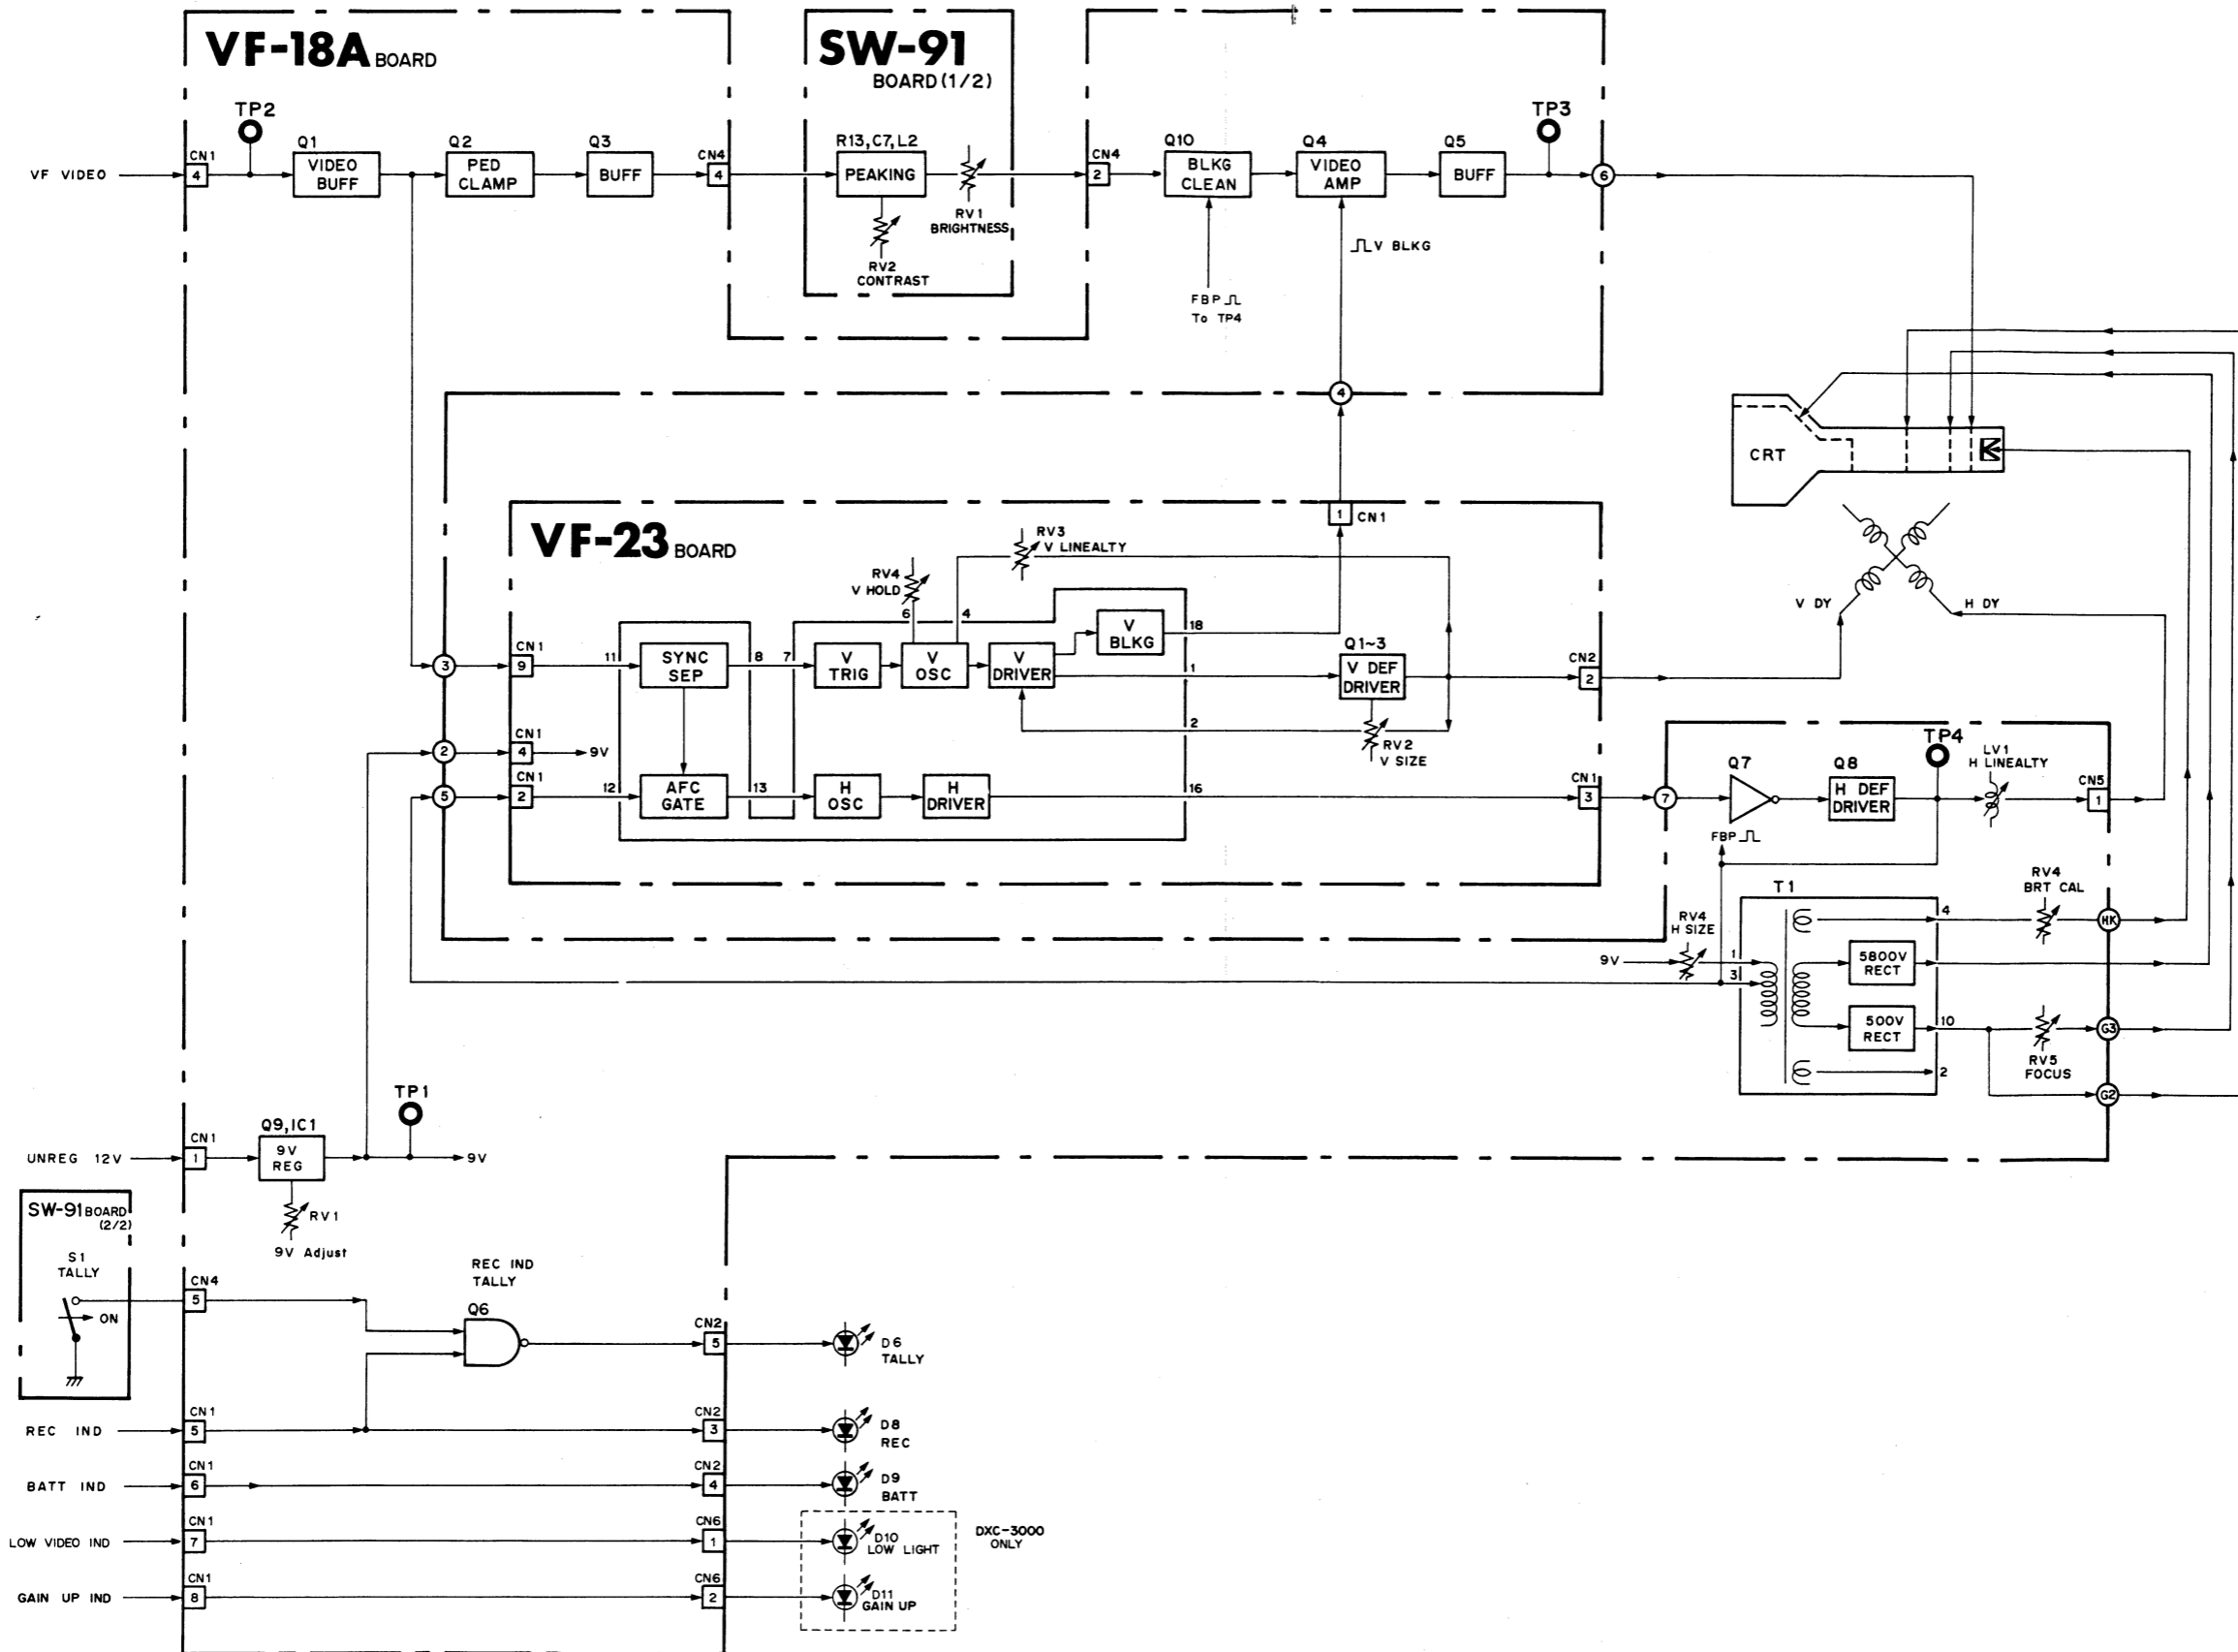 VF-18A BOARD
SW-91
BOARD (1/2)
TP2
TP3
VF VIDEO
CN1
4
Q1
VIDEO
BUFF
Q2
PED
CLAMP
Q3
BUFF
CN4
4
R13, C7, L2
PEAKING
RV1
BRIGHTNESS
RV2
CONTRAST
CN4
2
Q10
BLKG
CLEAN
Q4
VIDEO
AMP
Q5
BUFF
6
V BLKG
FBP
To TP4
4
CRT
K
V DY
H DY
VF-23 BOARD
1 CN1
RV3
V LINEALTY
RV4
V HOLD
6
4
3
CN1
9
11
SYNC
SEP
8
7
V
TRIG
V
OSC
V
DRIVER
V
BLKG
18
1
2
Q1~3
V DEF
DRIVER
RV2
V SIZE
CN2
2
2
CN1
4
9V
5
CN1
2
12
AFC
GATE
13
H
OSC
H
DRIVER
16
CN1
3
7
Q7
Q8
H DEF
DRIVER
TP4
LV1
H LINEALTY
CN5
1
FBP
T1
RV4
H SIZE
9V
1
3
4
5800V
RECT
500V
RECT
10
2
RV4
BRT CAL
HK
RV5
FOCUS
G3
G2
TP1
UNREG 12V
CN1
1
Q9, IC1
9V
REG
9V
RV1
9V Adjust
SW-91 BOARD
(2/2)
S1
TALLY
ON
CN4
5
REC IND
TALLY
Q6
CN2
5
D6
TALLY
REC IND
CN1
5
CN2
3
D8
REC
BATT IND
CN1
6
CN2
4
D9
BATT
LOW VIDEO IND
CN1
7
CN6
1
D10
LOW LIGHT
DXC-3000
ONLY
GAIN UP IND
CN1
8
CN6
2
D11
GAIN UP